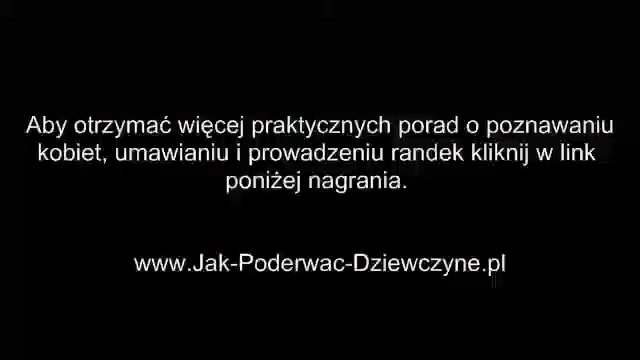 Aby otrzymać więcej praktycznych porad o poznawaniu
kobiet, umawianiu i prowadzeniu randek kliknij w link
poniżej nagrania.
www.Jak-Poderwac-Dziewczyne.pl